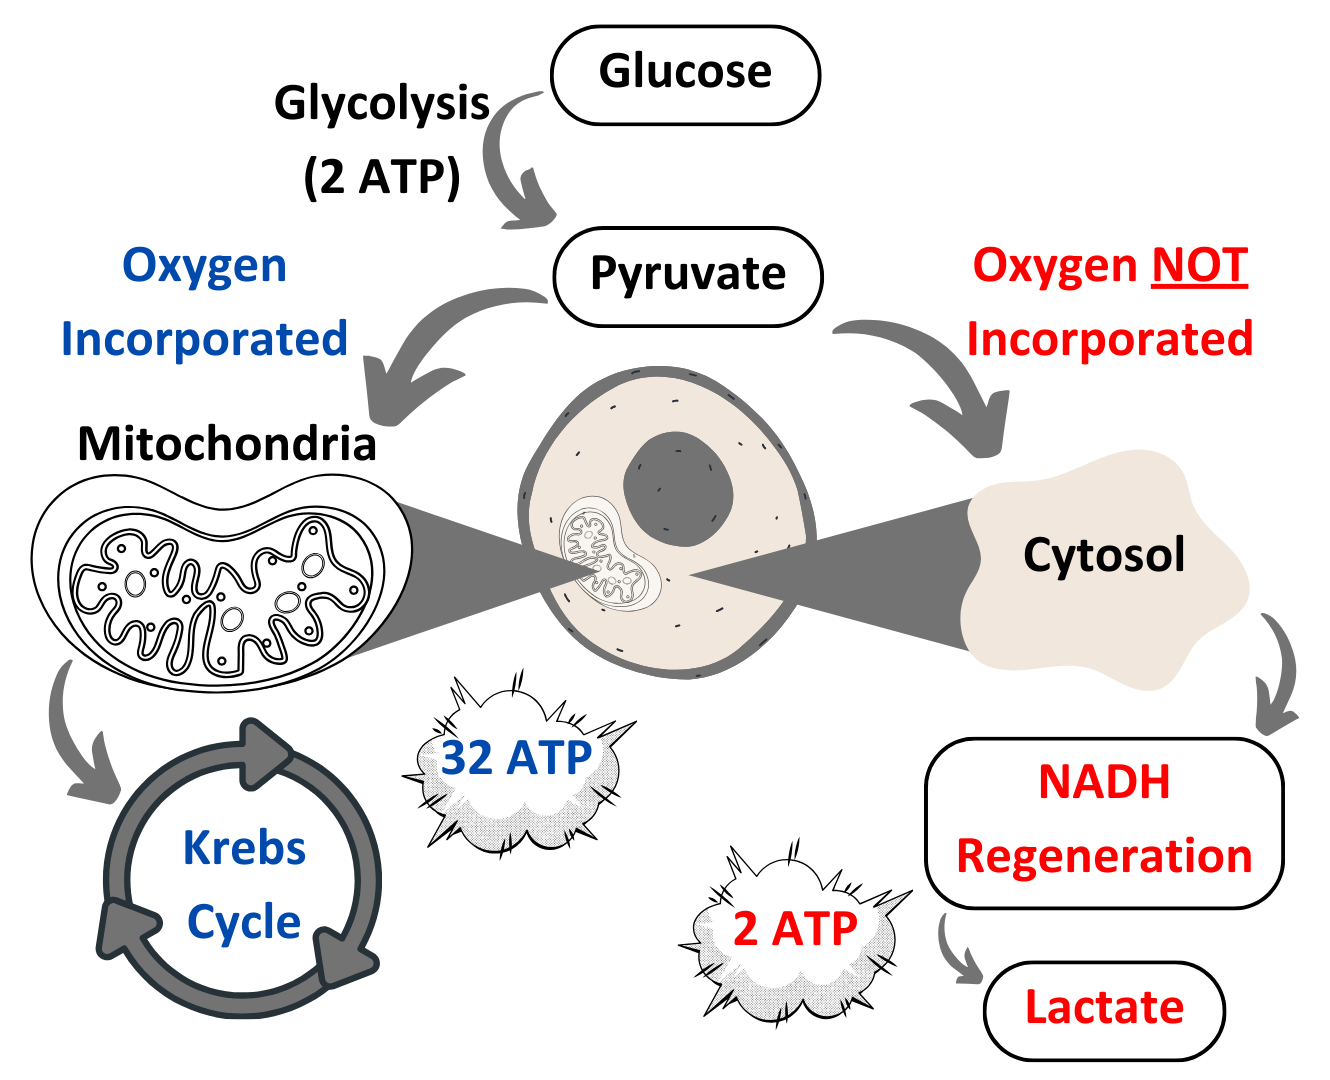 Glucose
Glycolysis
(2 ATP)
Pyruvate
Oxygen
Incorporated
Oxygen NOT
Incorporated
Mitochondria
Cytosol
32 ATP
Krebs
Cycle
NADH
Regeneration
2 ATP
Lactate